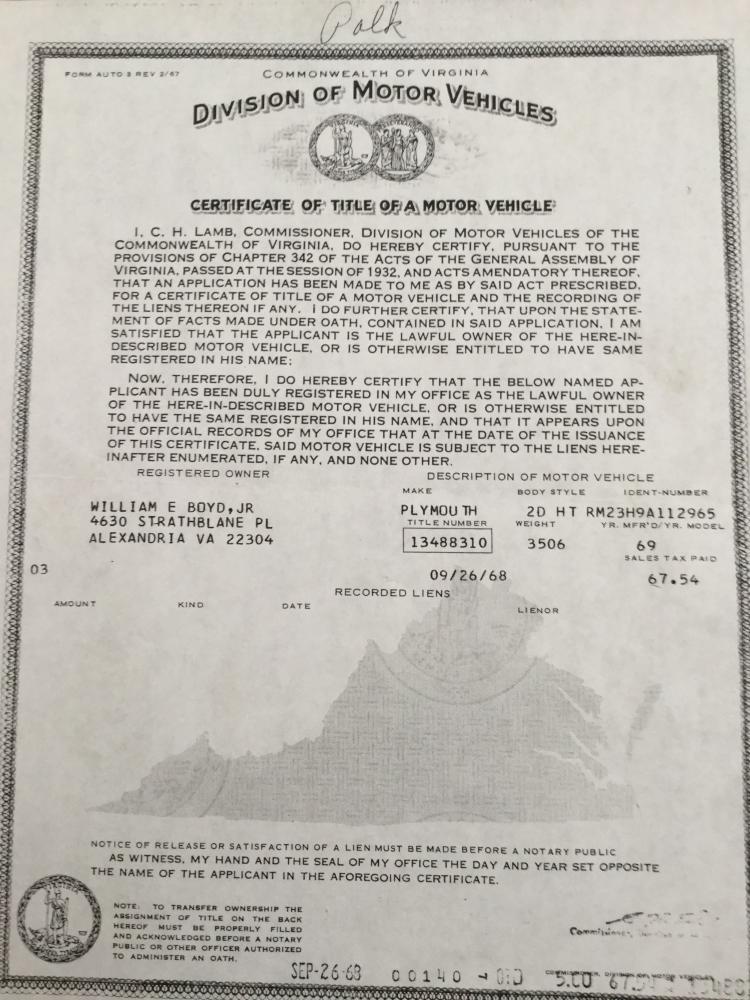 Polk
FORM AUTO 3 REV 2/67
COMMONWEALTH OF VIRGINIA
DIVISION OF MOTOR VEHICLES
CERTIFICATE OF TITLE OF A MOTOR VEHICLE
I, C. H. LAMB, COMMISSIONER, DIVISION OF MOTOR VEHICLES OF THE
COMMONWEALTH OF VIRGINIA, DO HEREBY CERTIFY, PURSUANT TO THE
PROVISIONS OF CHAPTER 342 OF THE ACTS OF THE GENERAL ASSEMBLY OF
VIRGINIA, PASSED AT THE SESSION OF 1932, AND ACTS AMENDATORY THEREOF,
THAT AN APPLICATION HAS BEEN MADE TO ME AS BY SAID ACT PRESCRIBED,
FOR A CERTIFICATE OF TITLE OF A MOTOR VEHICLE AND THE RECORDING OF
THE LIENS THEREON IF ANY. I DO FURTHER CERTIFY, THAT UPON THE STATE-
MENT OF FACTS MADE UNDER OATH, CONTAINED IN SAID APPLICATION, I AM
SATISFIED THAT THE APPLICANT IS THE LAWFUL OWNER OF THE HERE-IN-
DESCRIBED MOTOR VEHICLE, OR IS OTHERWISE ENTITLED TO HAVE SAME
REGISTERED IN HIS NAME;
NOW, THEREFORE, I DO HEREBY CERTIFY THAT THE BELOW NAMED AP-
PLICANT HAS BEEN DULY REGISTERED IN MY OFFICE AS THE LAWFUL OWNER
OF THE HERE-IN-DESCRIBED MOTOR VEHICLE, OR IS OTHERWISE ENTITLED
TO HAVE THE SAME REGISTERED IN HIS NAME, AND THAT IT APPEARS UPON
THE OFFICIAL RECORDS OF MY OFFICE THAT AT THE DATE OF THE ISSUANCE
OF THIS CERTIFICATE, SAID MOTOR VEHICLE IS SUBJECT TO THE LIENS HERE-
INAFTER ENUMERATED, IF ANY, AND NONE OTHER.
REGISTERED OWNER
DESCRIPTION OF MOTOR VEHICLE
MAKE BODY STYLE IDENT-NUMBER
WILLIAM E BOYD,JR
4630 STRATHBLANE PL
ALEXANDRIA VA 22304
PLYMOUTH 2D HT RM23H9A112965
TITLE NUMBER WEIGHT YR. MFR'D/YR. MODEL
13488310 3506 69
SALES TAX PAID
03
09/26/68 67.54
RECORDED LIENS
AMOUNT KIND DATE LIENOR
NOTICE OF RELEASE OR SATISFACTION OF A LIEN MUST BE MADE BEFORE A NOTARY PUBLIC
AS WITNESS, MY HAND AND THE SEAL OF MY OFFICE THE DAY AND YEAR SET OPPOSITE
THE NAME OF THE APPLICANT IN THE AFOREGOING CERTIFICATE.
NOTE: TO TRANSFER OWNERSHIP THE
ASSIGNMENT OF TITLE ON THE BACK
HEREOF MUST BE PROPERLY FILLED
AND ACKNOWLEDGED BEFORE A NOTARY
PUBLIC OR OTHER OFFICER AUTHORIZED
TO ADMINISTER AN OATH.
Commissioner,
COMMISSIONER, DIVISION OF MOTOR VEHICLES
SEP-26-68 00140